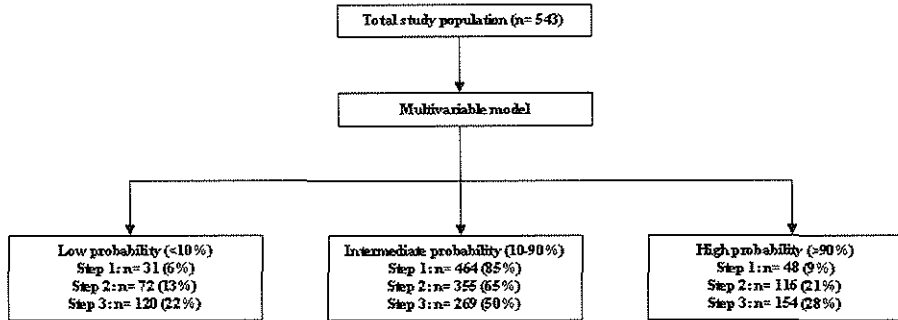 Total study population (n= 543)
Multivariable model
Low probability (<10%)
Step 1: n= 31 (6%)
Step 2: n= 72 (13%)
Step 3: n= 120 (22%)
Intermediate probability (10-90%)
Step 1: n= 464 (85%)
Step 2: n= 355 (65%)
Step 3: n= 269 (50%)
High probability (>90%)
Step 1: n= 48 (9%)
Step 2: n= 116 (21%)
Step 3: n= 154 (28%)